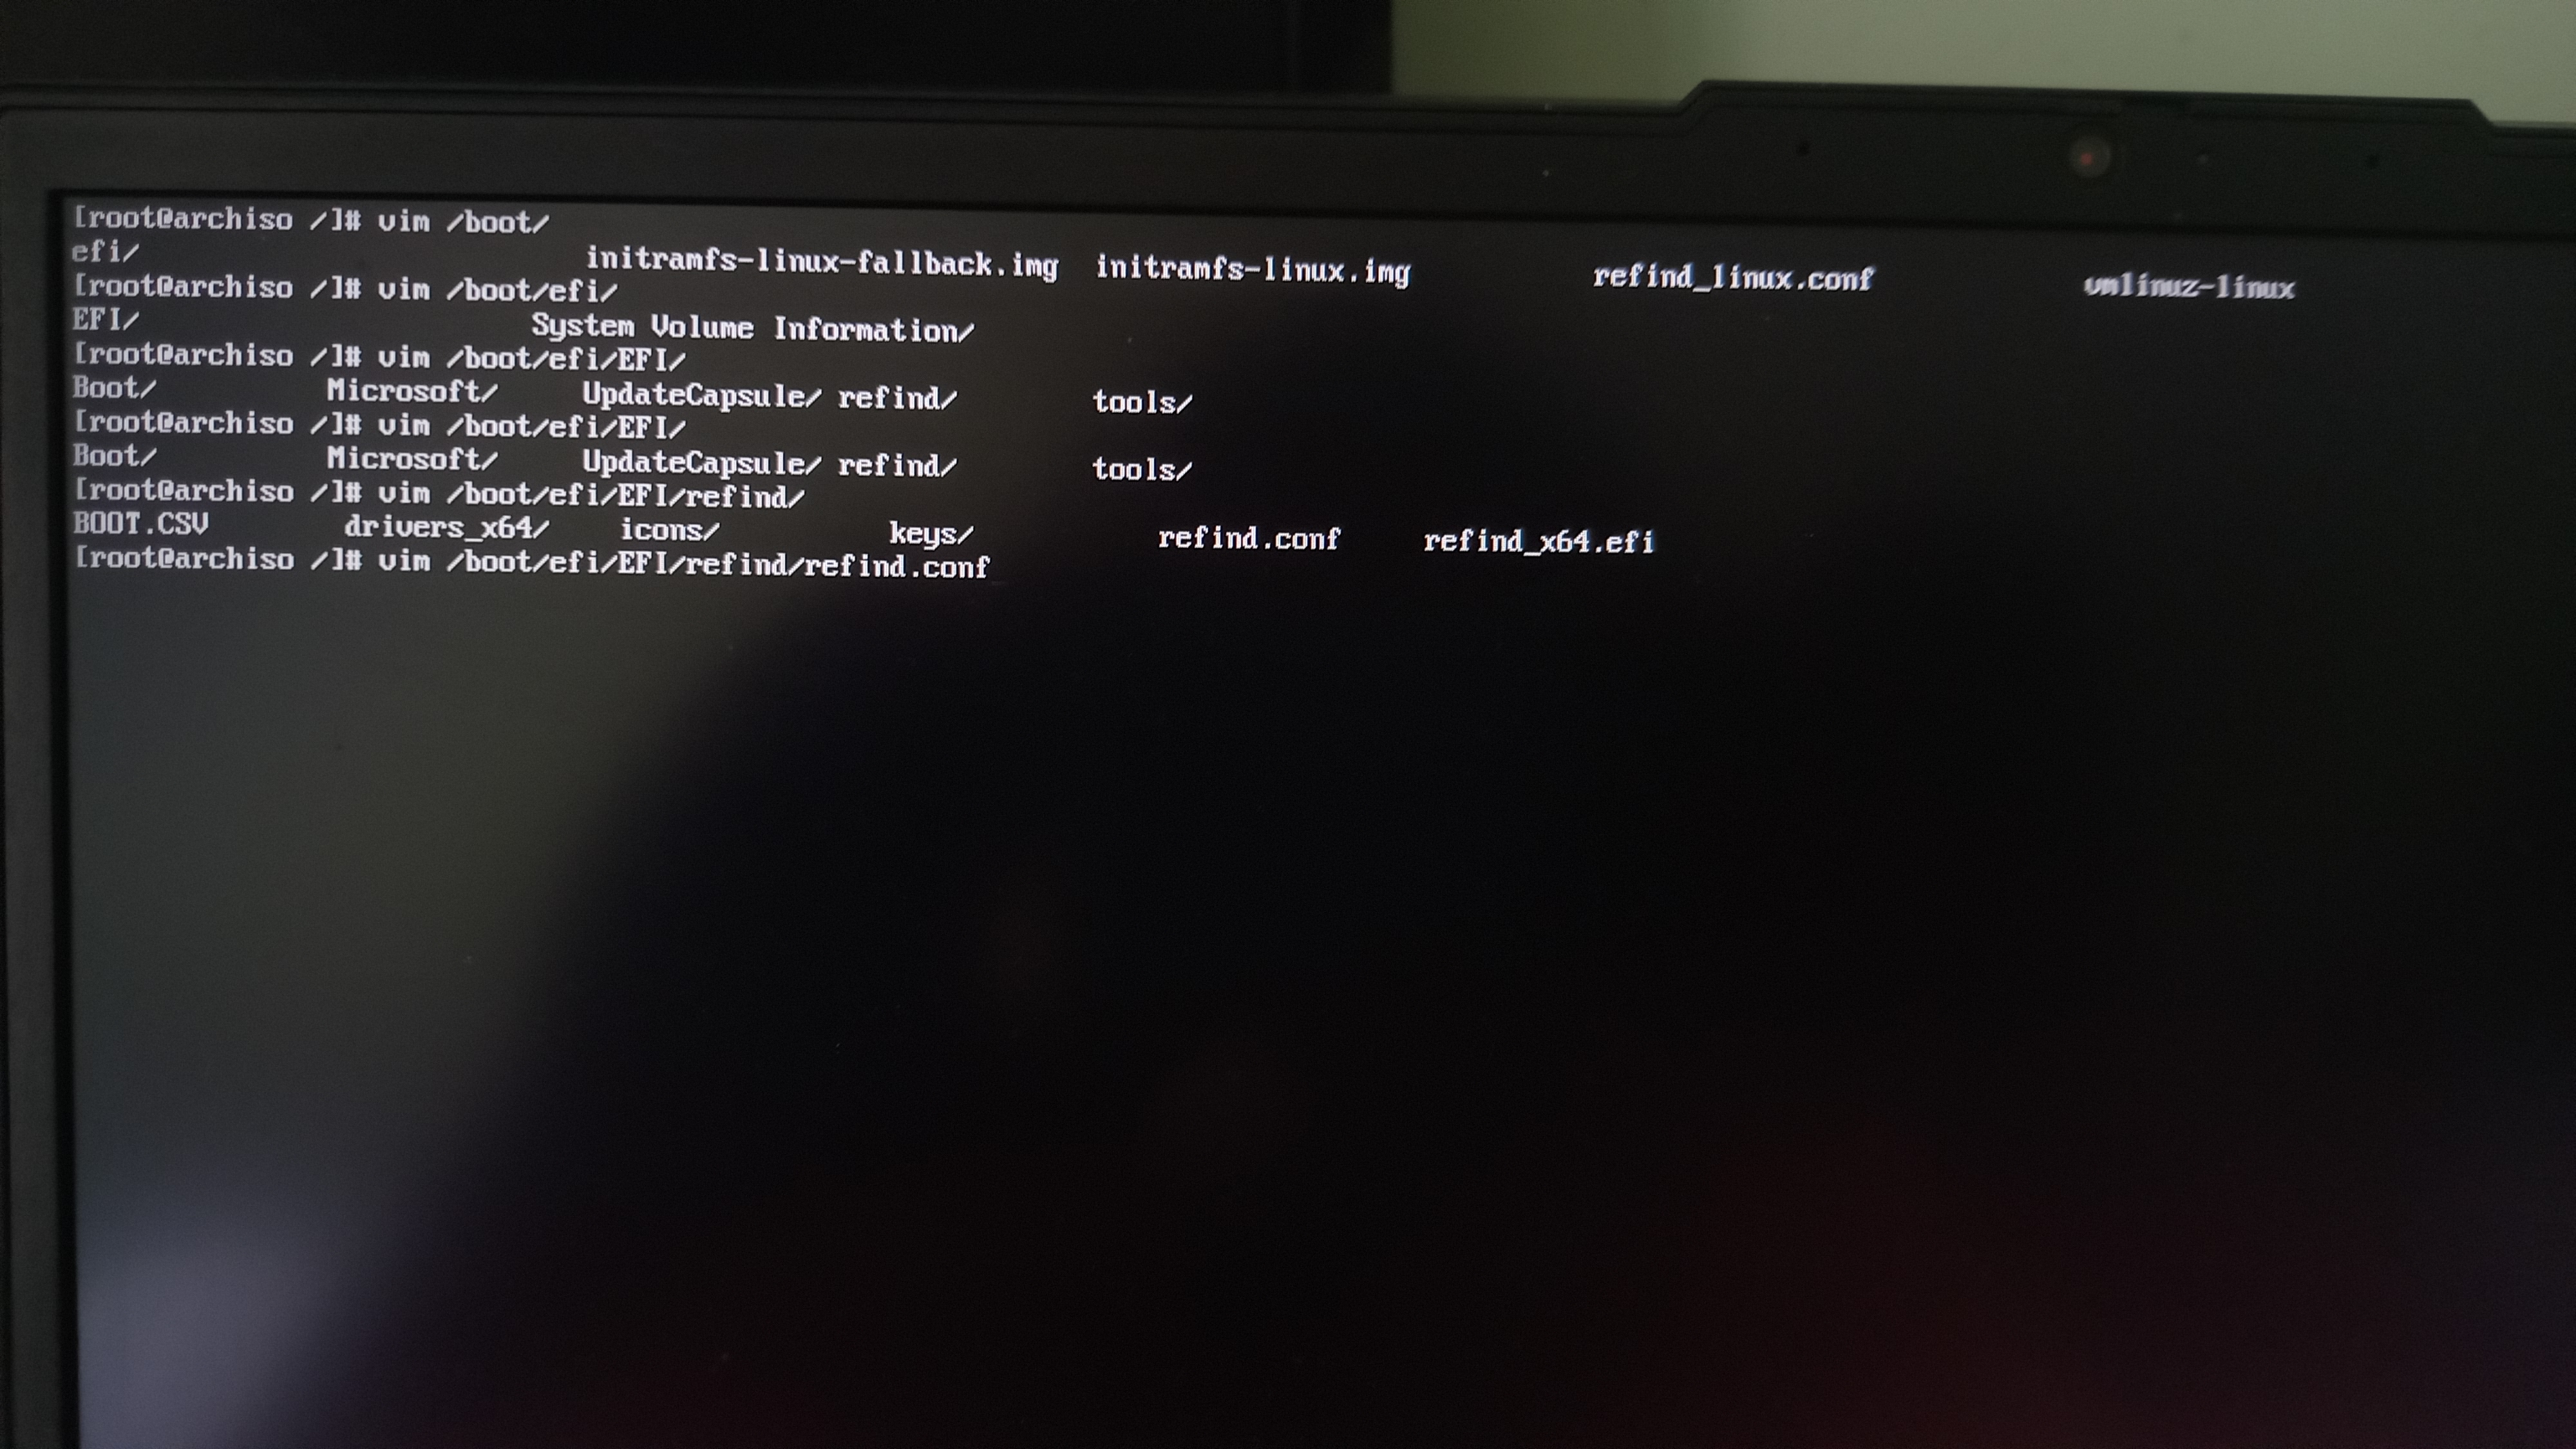 [root@archiso /]# vim /boot/
efi/ initramfs-linux-fallback.img initramfs-linux.img refind_linux.conf vmlinuz-linux
[root@archiso /]# vim /boot/efi/
EFI/ System Volume Information/
[root@archiso /]# vim /boot/efi/EFI/
Boot/ Microsoft/ UpdateCapsule/ refind/ tools/
[root@archiso /]# vim /boot/efi/EFI/
Boot/ Microsoft/ UpdateCapsule/ refind/ tools/
[root@archiso /]# vim /boot/efi/EFI/refind/
BOOT.CSV drivers_x64/ icons/ keys/ refind.conf refind_x64.efi
[root@archiso /]# vim /boot/efi/EFI/refind/refind.conf